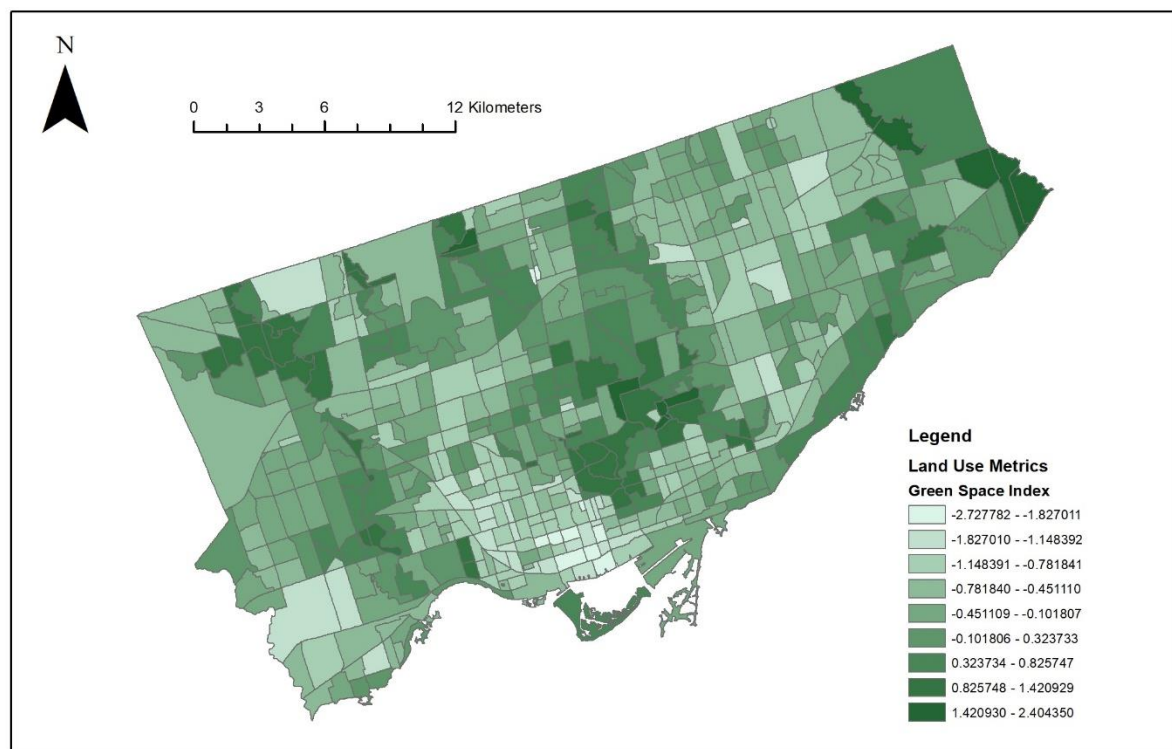 N
0 3 6 12 Kilometers
Legend
Land Use Metrics
Green Space Index
-2.727782 - -1.827011
-1.827010 - -1.148392
-1.148391 - -0.781841
-0.781840 - -0.451110
-0.451109 - -0.101807
-0.101806 - 0.323733
0.323734 - 0.825747
0.825748 - 1.420929
1.420930 - 2.404350